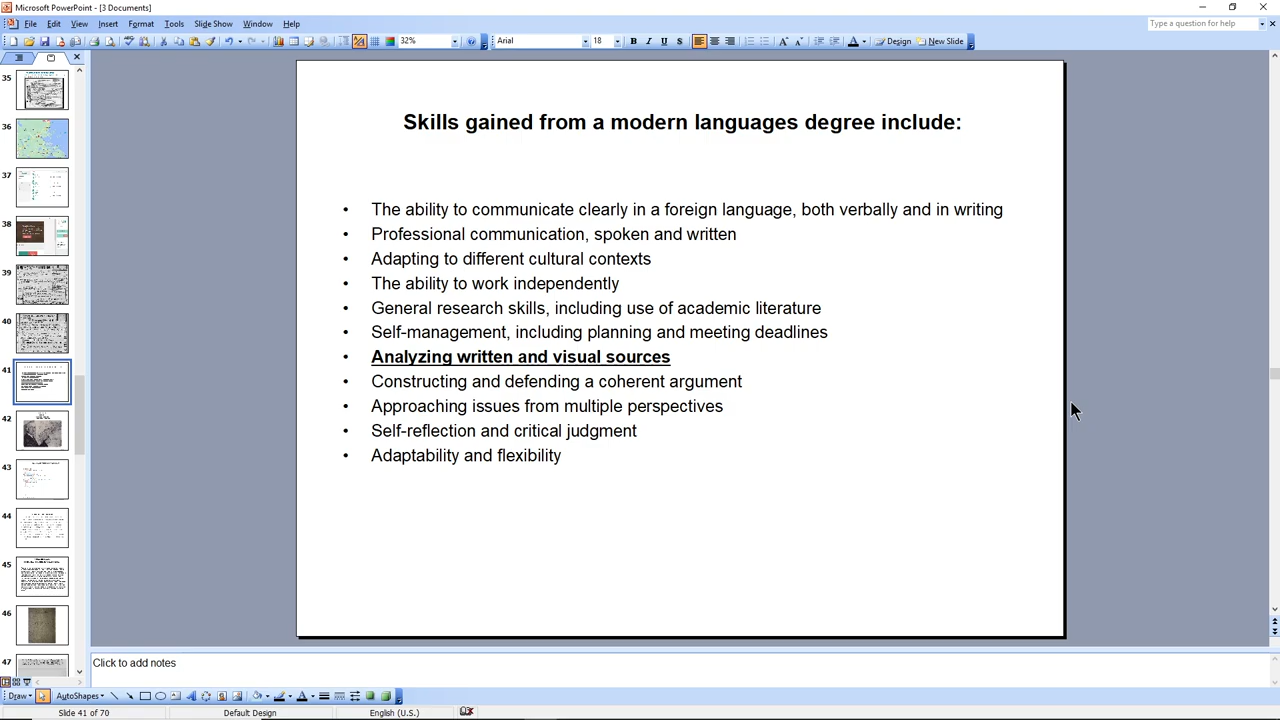 Microsoft PowerPoint - [3 Documents]
File Edit View Insert Format Tools Slide Show Window Help
Type a question for help
32%
Arial
18
Design
New Slide
35
36
37
38
39
40
41
42
43
44
45
46
47
Skills gained from a modern languages degree include:
• The ability to communicate clearly in a foreign language, both verbally and in writing
• Professional communication, spoken and written
• Adapting to different cultural contexts
• The ability to work independently
• General research skills, including use of academic literature
• Self-management, including planning and meeting deadlines
• Analyzing written and visual sources
• Constructing and defending a coherent argument
• Approaching issues from multiple perspectives
• Self-reflection and critical judgment
• Adaptability and flexibility
Click to add notes
Draw AutoShapes
Slide 41 of 70
Default Design
English (U.S.)